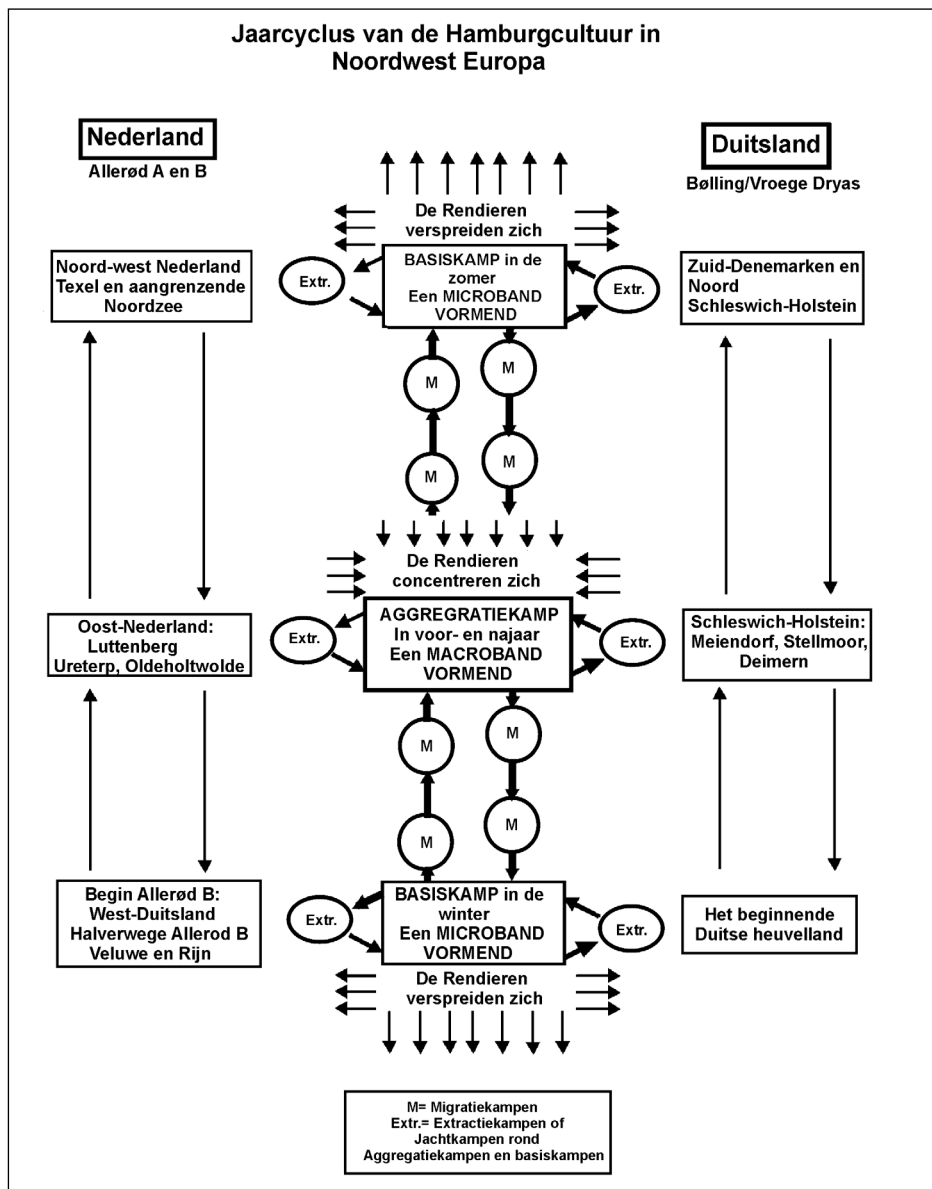 Jaarcyclus van de Hamburgcultuur in
Noordwest Europa
Nederland
Allerød A en B
Duitsland
Bølling/Vroege Dryas
De Rendieren
verspreiden zich
Noord-west Nederland
Texel en aangrenzende
Noordzee
Extr.
BASISKAMP in de
zomer
Een MICROBAND
VORMEND
Extr.
Zuid-Denemarken en
Noord
Schleswich-Holstein
M
M
M
M
De Rendieren
concentreren zich
Oost-Nederland:
Luttenberg
Ureterp, Oldeholtwolde
Extr.
AGGREGRATIEKAMP
In voor- en najaar
Een MACROBAND
VORMEND
Extr.
Schleswich-Holstein:
Meiendorf, Stellmoor,
Deimern
M
M
M
M
Begin Allerød B:
West-Duitsland
Halverwege Allerod B
Veluwe en Rijn
Extr.
BASISKAMP in de
winter
Een MICROBAND
VORMEND
Extr.
Het beginnende
Duitse heuvelland
De Rendieren
verspreiden zich
M= Migratiekampen
Extr.= Extractiekampen of
Jachtkampen rond
Aggregatiekampen en basiskampen